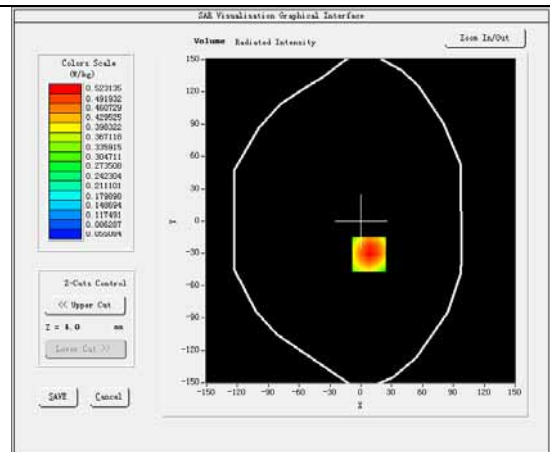 SAR Visualisation Graphical Interface
Volume Radiated Intensity
Zoom In/Out
Colors Scale
(W/kg)
0.523135
0.491932
0.460729
0.429525
0.398322
0.367118
0.335915
0.304711
0.273508
0.242304
0.211101
0.179898
0.148694
0.117491
0.086287
0.055084
Z-Cuts Control
<< Upper Cut
Z = 4.0 mm
Lower Cut >>
SAVE
Cancel
150
120
90
60
30
0
-30
-60
-90
-120
-150
Y
-150 -120 -90 -60 -30 0 30 60 90 120 150
X